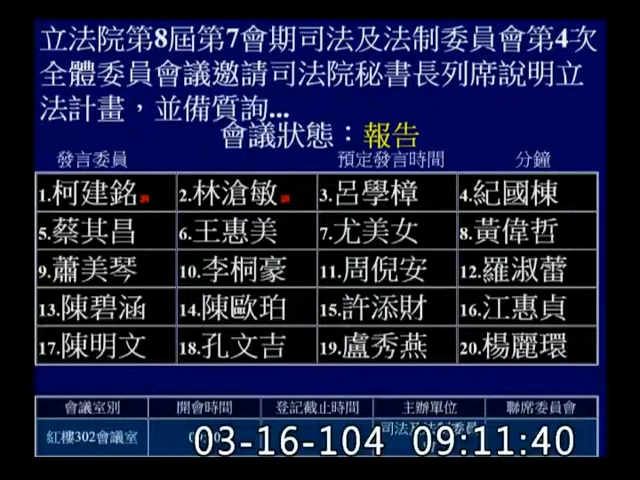 立法院第8屆第7會期司法及法制委員會第4次
全體委員會議邀請司法院秘書長列席說明立
法計畫，並備質詢...
會議狀態：報告
發言委員 預定發言時間 分鐘
1.柯建銘 2.林滄敏 3.呂學樟 4.紀國棟
5.蔡其昌 6.王惠美 7.尤美女 8.黃偉哲
9.蕭美琴 10.李桐豪 11.周倪安 12.羅淑蕾
13.陳碧涵 14.陳歐珀 15.許添財 16.江惠貞
17.陳明文 18.孔文吉 19.盧秀燕 20.楊麗環
會議室別 開會時間 登記截止時間 主辦單位 聯席委員會
紅樓302會議室 司法及法制委員
03-16-104 09:11:40